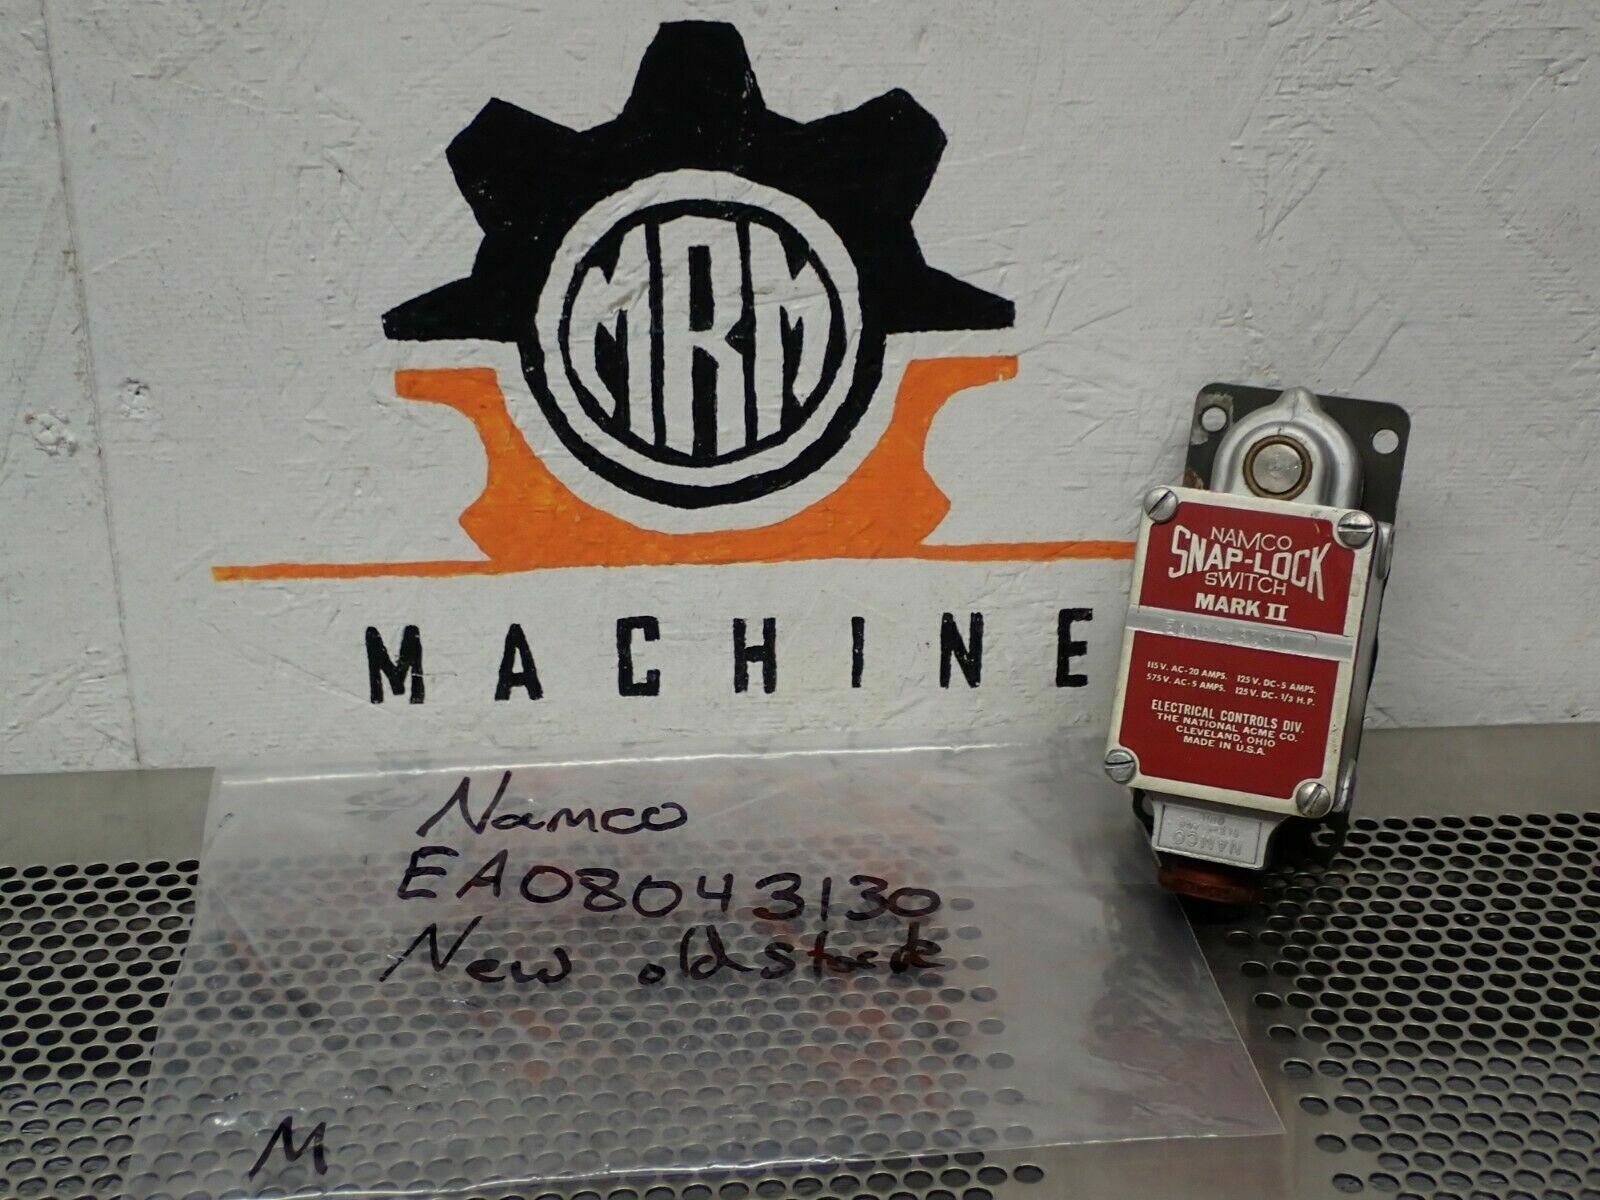 MRM
MACHINE
NAMCO
SNAP-LOCK
SWITCH
MARK II
115 V. AC-20 AMPS. 125 V. DC-5 AMPS.
575 V. AC-5 AMPS. 125 V. DC-1/3 H.P.
ELECTRICAL CONTROLS DIV.
THE NATIONAL ACME CO.
CLEVELAND, OHIO
MADE IN U.S.A.
NAMCO
Namco
EA08043130
New old stock
M